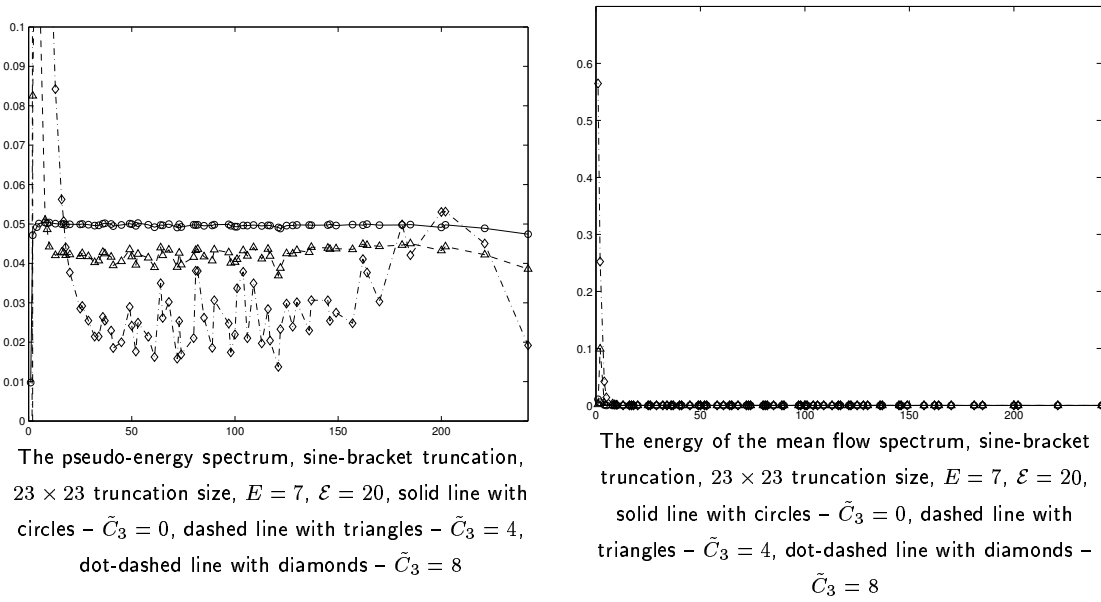 0.1
0.09
0.08
0.07
0.06
0.05
0.04
0.03
0.02
0.01
0
0 50 100 150 200
The pseudo-energy spectrum, sine-bracket truncation,
23 × 23 truncation size, E = 7, ℰ = 20, solid line with
circles – C̃₃ = 0, dashed line with triangles – C̃₃ = 4,
dot-dashed line with diamonds – C̃₃ = 8
0.6
0.5
0.4
0.3
0.2
0.1
0
0 50 100 150 200
The energy of the mean flow spectrum, sine-bracket
truncation, 23 × 23 truncation size, E = 7, ℰ = 20,
solid line with circles – C̃₃ = 0, dashed line with
triangles – C̃₃ = 4, dot-dashed line with diamonds –
C̃₃ = 8